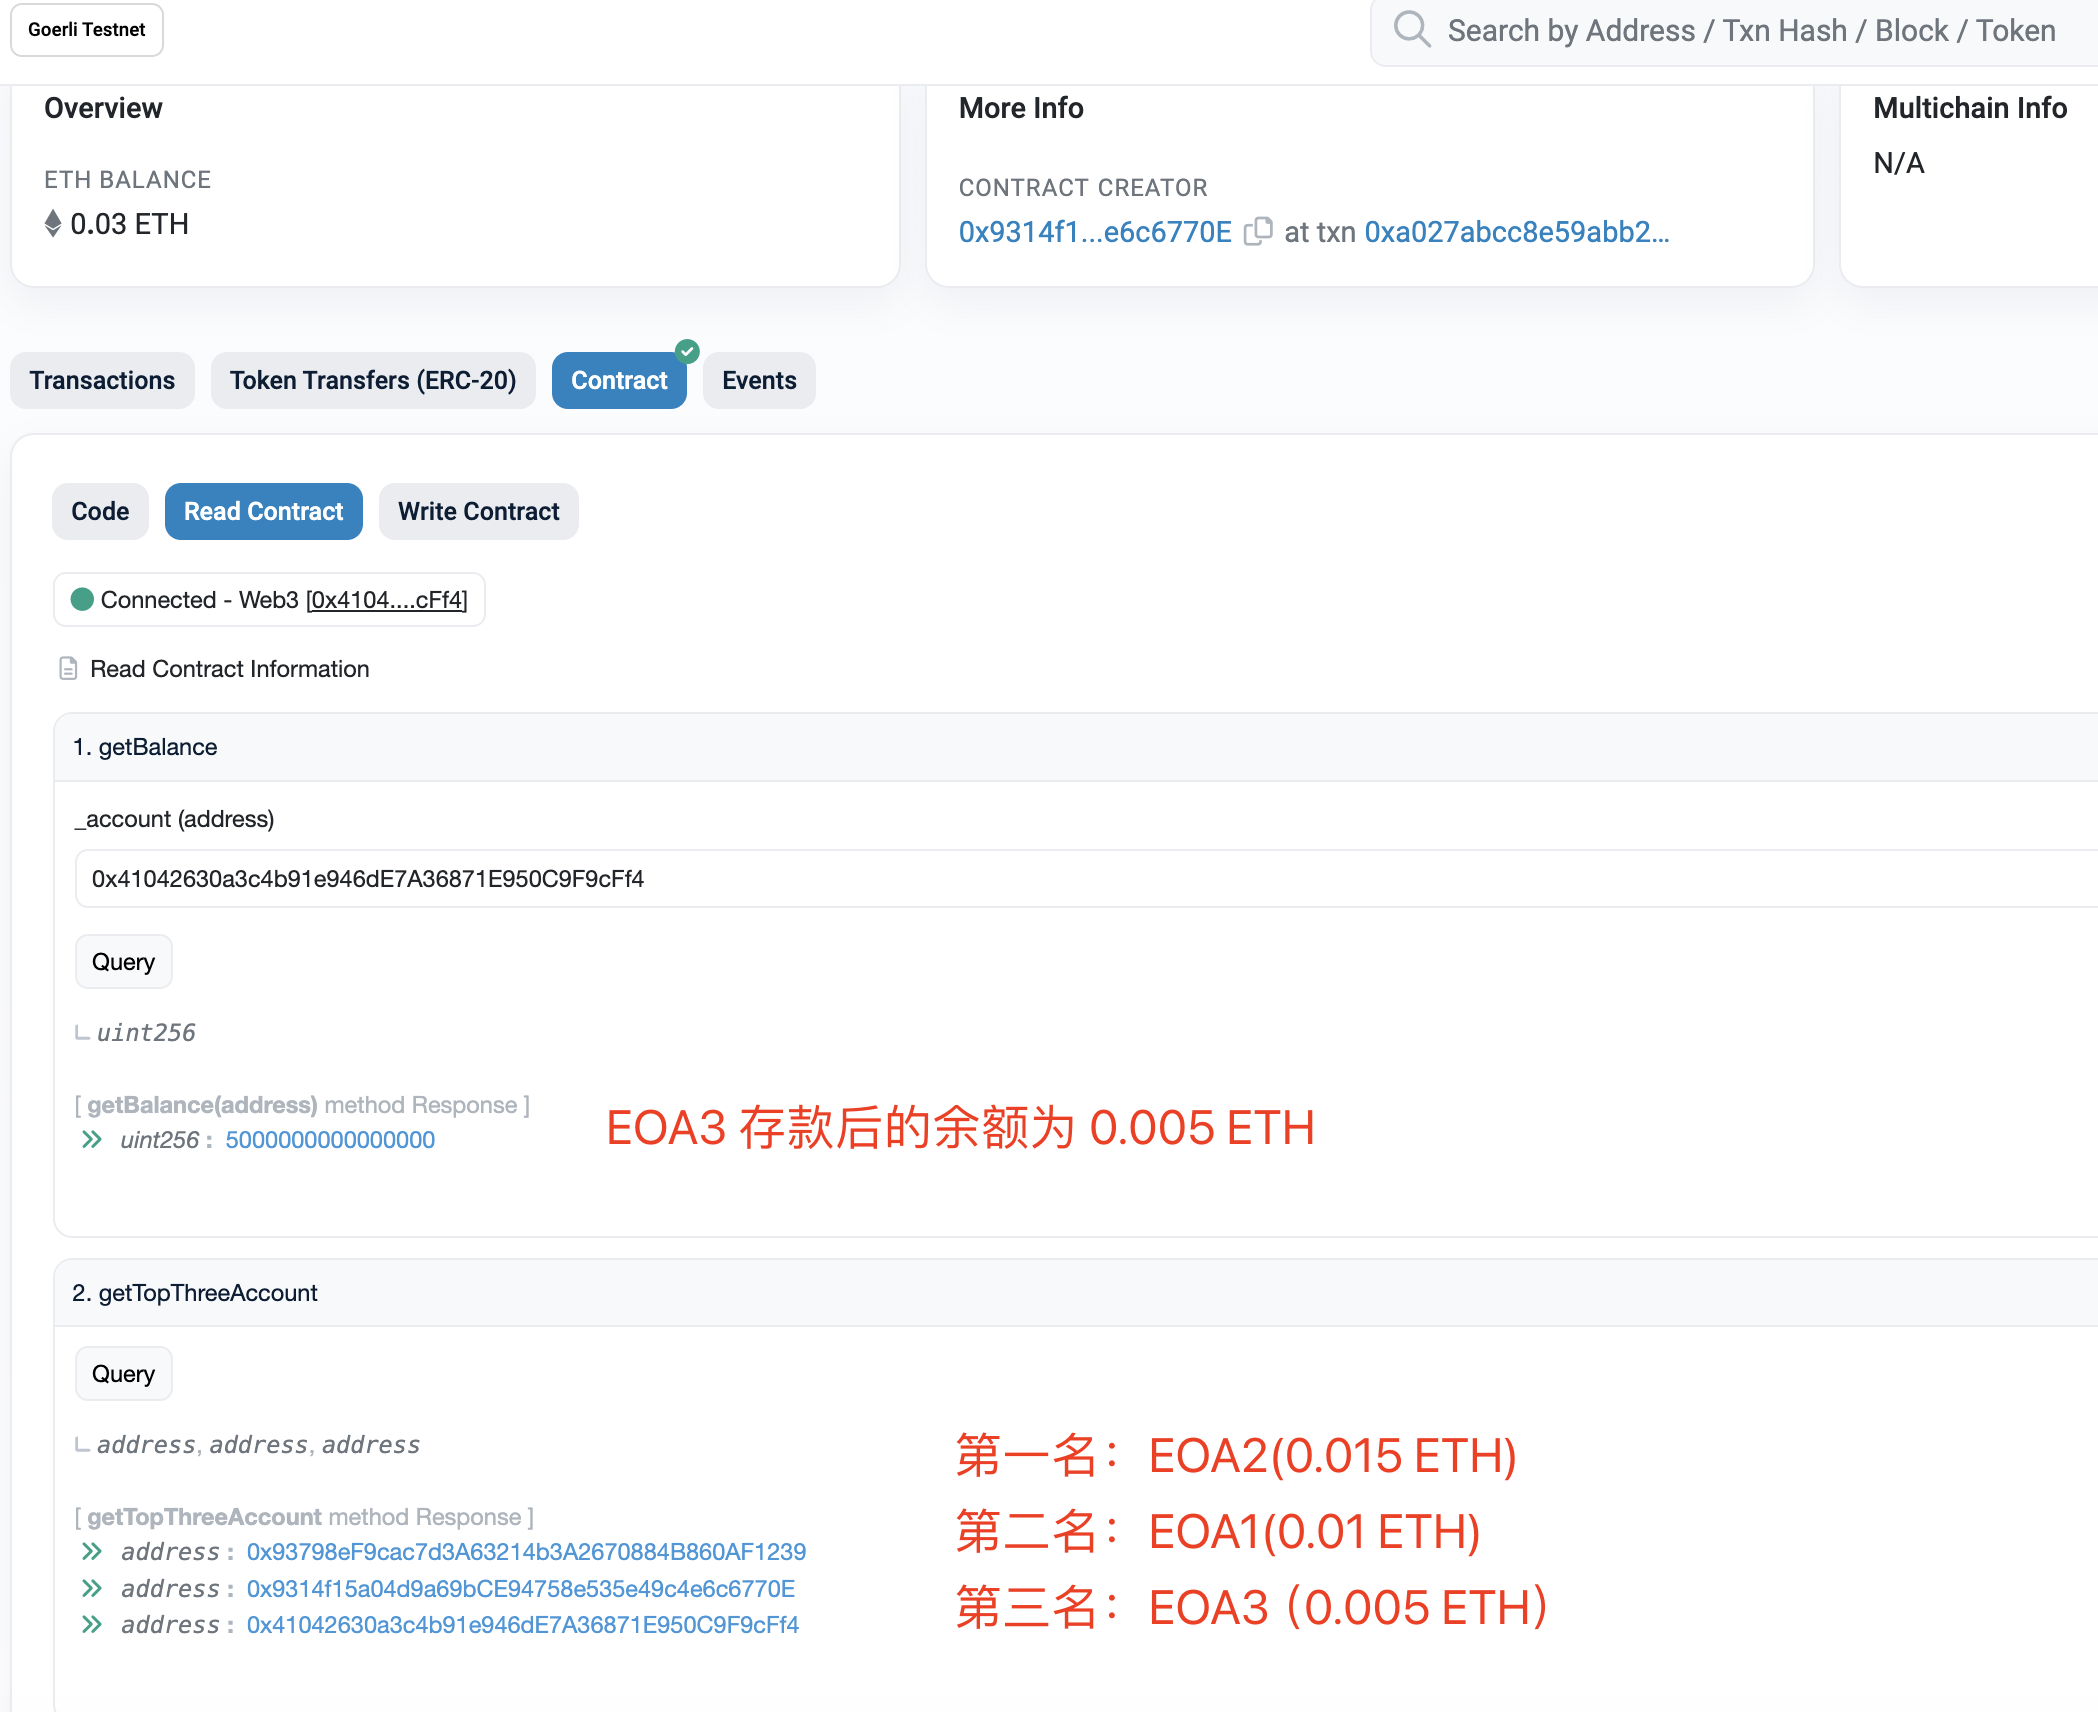 Goerli Testnet
Search by Address / Txn Hash / Block / Token
Overview
ETH BALANCE
0.03 ETH
More Info
CONTRACT CREATOR
0x9314f1...e6c6770E at txn 0xa027abcc8e59abb2...
Multichain Info
N/A
Transactions
Token Transfers (ERC-20)
Contract
Events
Code
Read Contract
Write Contract
Connected - Web3 [0x4104....cFf4]
Read Contract Information
1. getBalance
_account (address)
0x41042630a3c4b91e946dE7A36871E950C9F9cFf4
Query
uint256
[ getBalance(address) method Response ]
uint256 : 5000000000000000
EOA3 存款后的余额为 0.005 ETH
2. getTopThreeAccount
Query
address, address, address
[ getTopThreeAccount method Response ]
address : 0x93798eF9cac7d3A63214b3A2670884B860AF1239
address : 0x9314f15a04d9a69bCE94758e535e49c4e6c6770E
address : 0x41042630a3c4b91e946dE7A36871E950C9F9cFf4
第一名：EOA2(0.015 ETH)
第二名：EOA1(0.01 ETH)
第三名：EOA3（0.005 ETH）